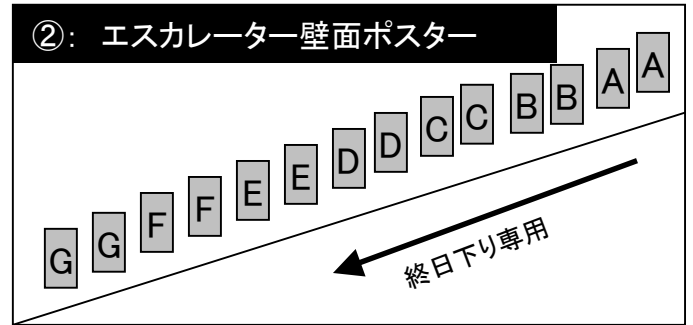 ②: エスカレーター壁面ポスター
G G F F E E D D C C B B A A
終日下り専用